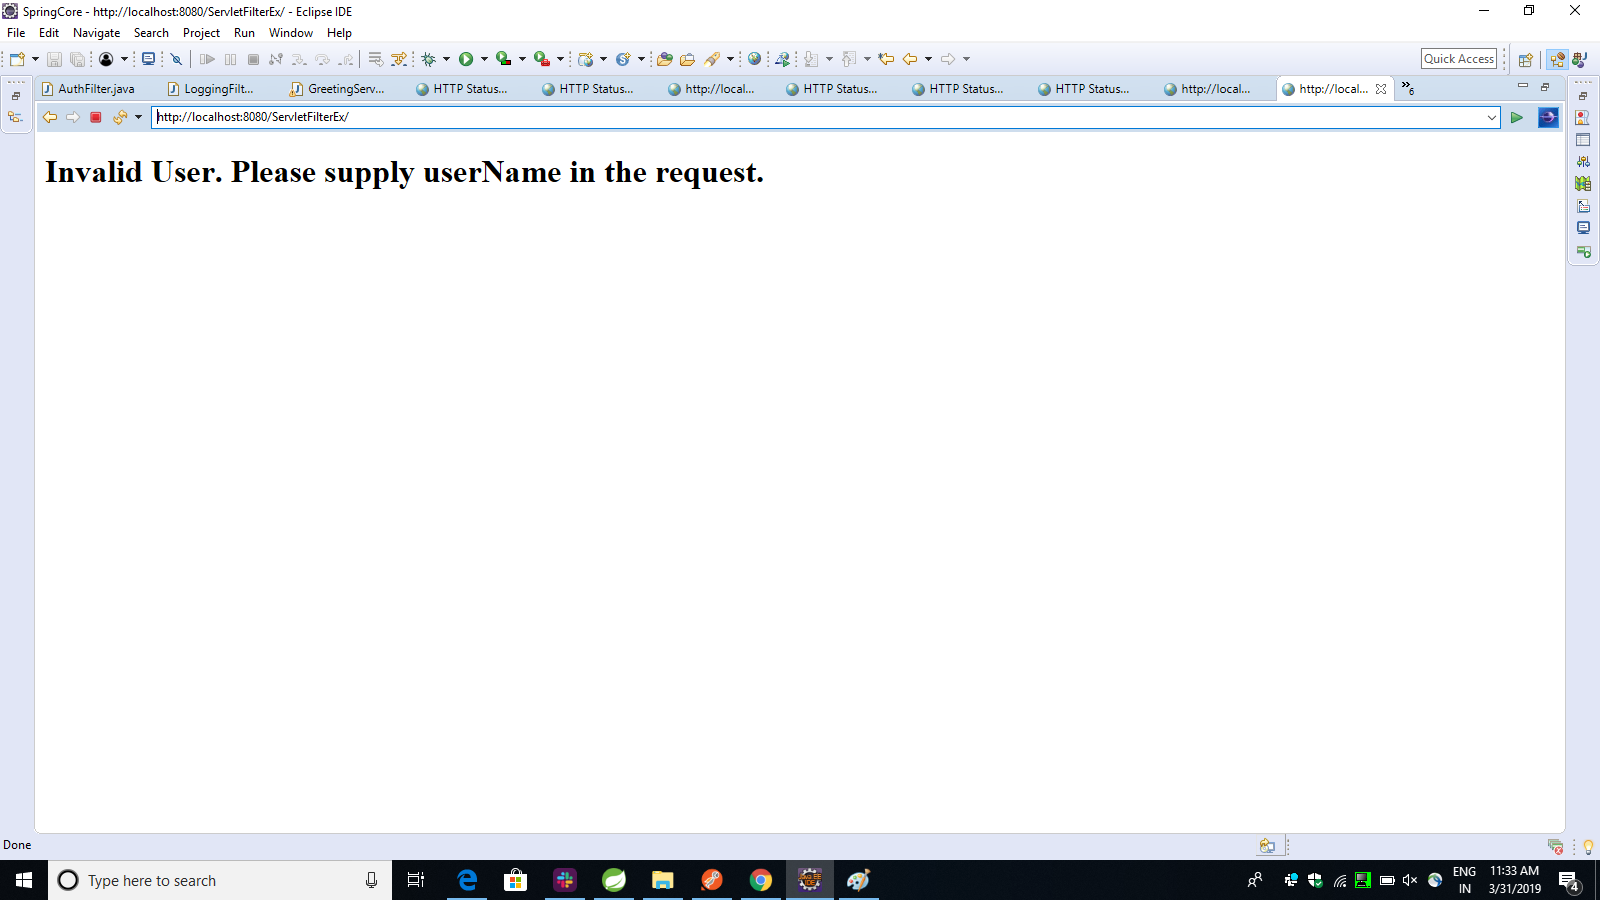 SpringCore - http://localhost:8080/ServletFilterEx/ - Eclipse IDE
File Edit Navigate Search Project Run Window Help
Quick Access
AuthFilter.java LoggingFilt... GreetingServ... HTTP Status... HTTP Status... http://local... HTTP Status... HTTP Status... HTTP Status... http://local... http://local... »6
http://localhost:8080/ServletFilterEx/
Invalid User. Please supply userName in the request.
Done
Type here to search
ENG 11:33 AM
IN 3/31/2019
4